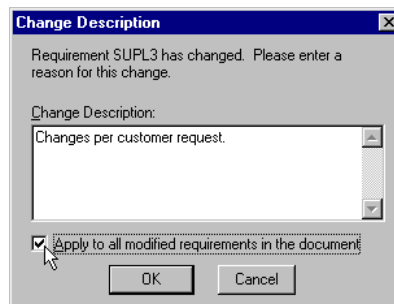 Change Description
Requirement SUPL3 has changed. Please enter a
reason for this change.
Change Description:
Changes per customer request.
Apply to all modified requirements in the document
OK Cancel